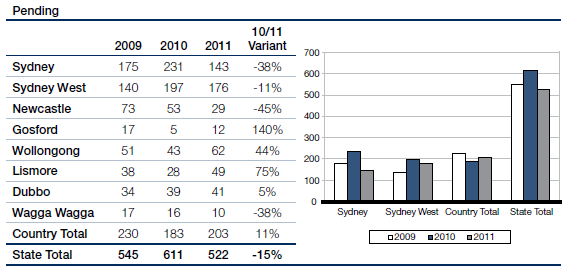 Pending
10/11
2009 2010 2011 Variant
Sydney 175 231 143 -38%
Sydney West 140 197 176 -11%
Newcastle 73 53 29 -45%
Gosford 17 5 12 140%
Wollongong 51 43 62 44%
Lismore 38 28 49 75%
Dubbo 34 39 41 5%
Wagga Wagga 17 16 10 -38%
Country Total 230 183 203 11%
State Total 545 611 522 -15%
700
600
500
400
300
200
100
0
Sydney Sydney West Country Total State Total
2009 2010 2011